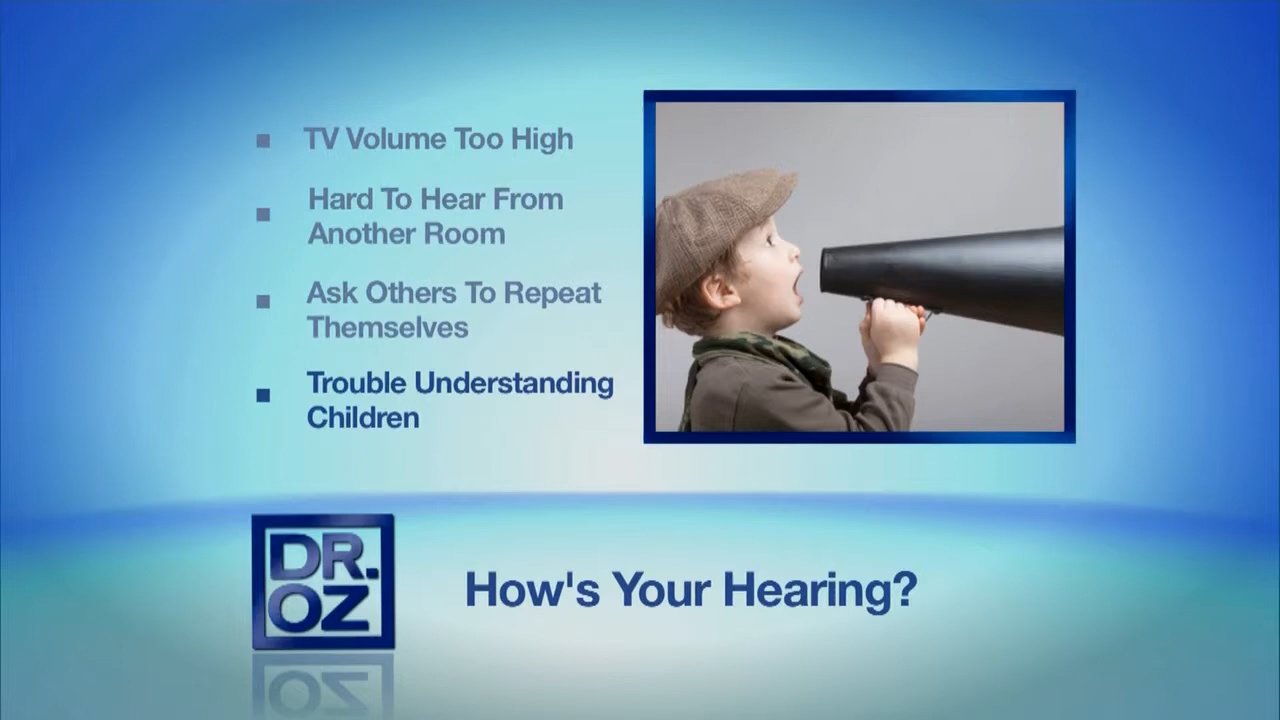 TV Volume Too High
Hard To Hear From
Another Room
Ask Others To Repeat
Themselves
Trouble Understanding
Children
DR.
OZ
How's Your Hearing?